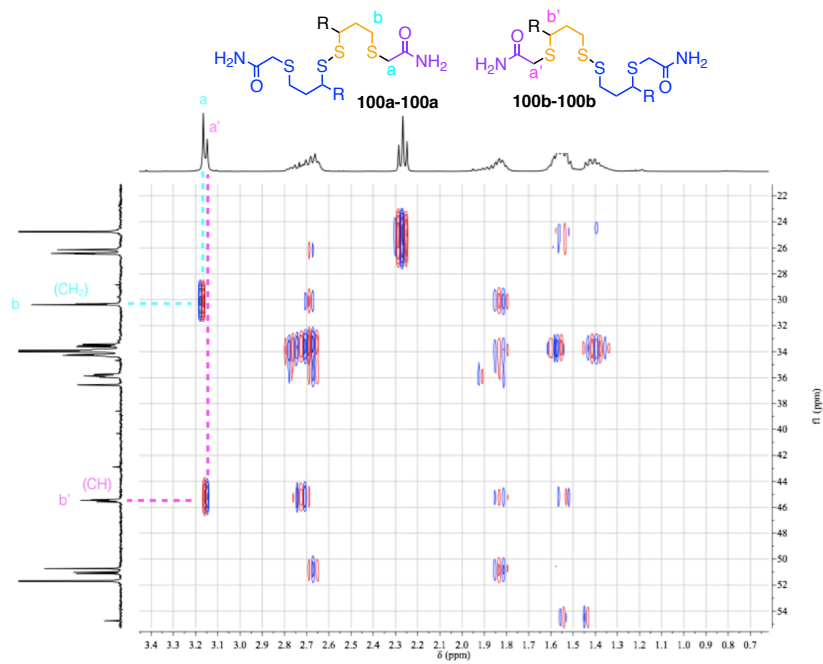 b
R
O
S
S
NH₂
a
S
S
H₂N
S
O
R
100a-100a
b'
R
O
S
S
H₂N
a'
S
S
NH₂
O
R
100b-100b
a
a'
b
(CH₂)
(CH)
b'
22
24
26
28
30
32
34
36
38
40
42
44
46
48
50
52
54
f1 (ppm)
3.4 3.3 3.2 3.1 3.0 2.9 2.8 2.7 2.6 2.5 2.4 2.3 2.2 2.1 2.0 1.9 1.8 1.7 1.6 1.5 1.4 1.3 1.2 1.1 1.0 0.9 0.8 0.7
δ (ppm)